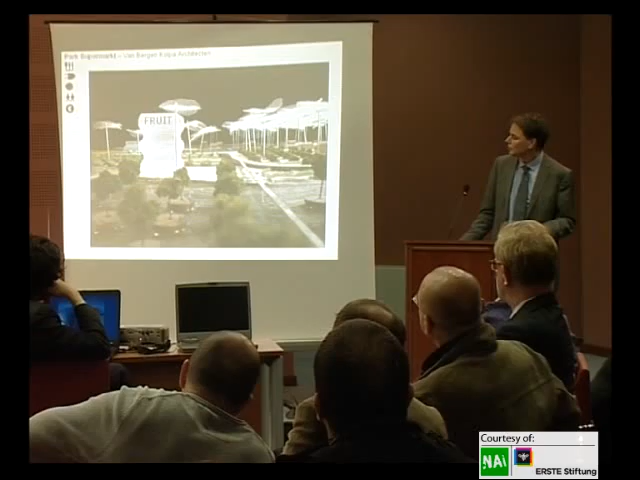 Park Supermarkt – Van Bergen Kolpa Architecten
FRUIT
Courtesy of:
NAi
ERSTE Stiftung